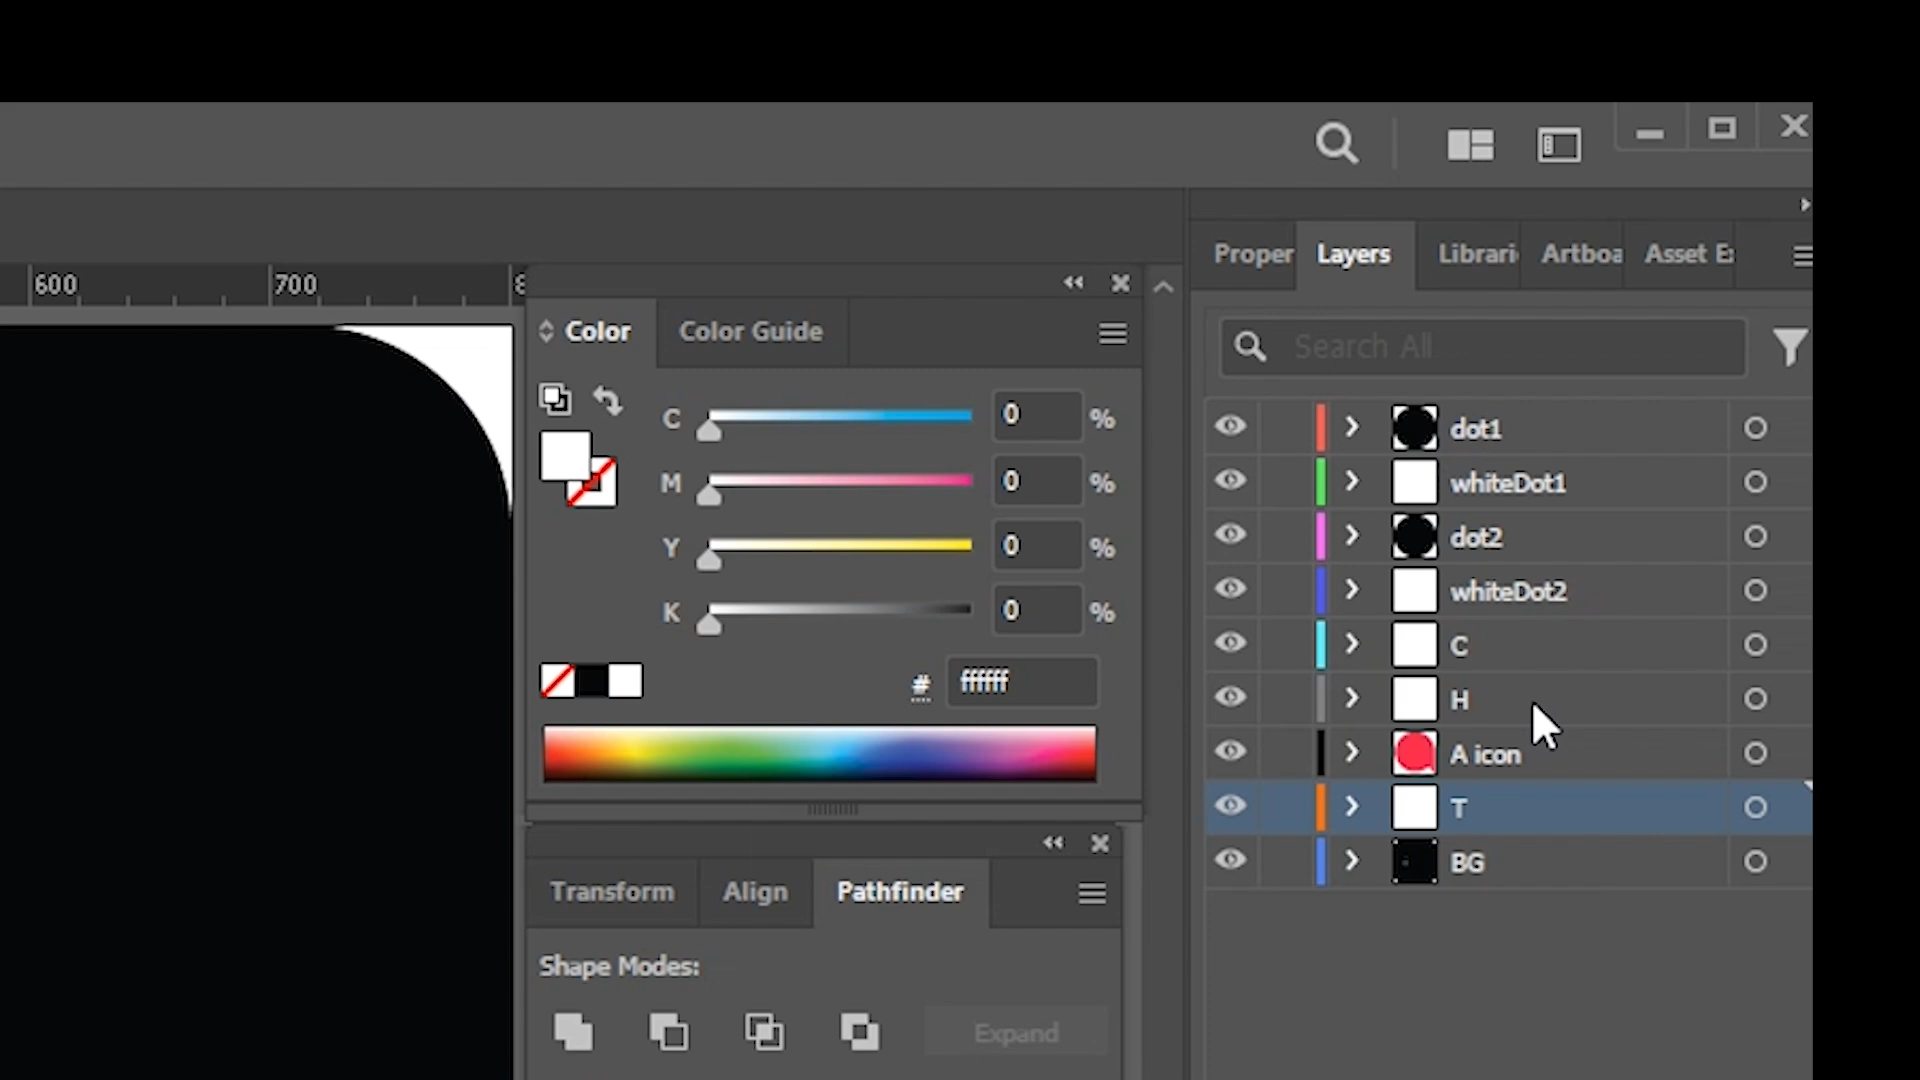 600
700
8
Color
Color Guide
C 0 %
M 0 %
Y 0 %
K 0 %
# ffffff
Transform
Align
Pathfinder
Shape Modes:
Expand
Proper
Layers
Librari
Artboa
Asset E
Search All
dot1
whiteDot1
dot2
whiteDot2
C
H
A icon
T
BG